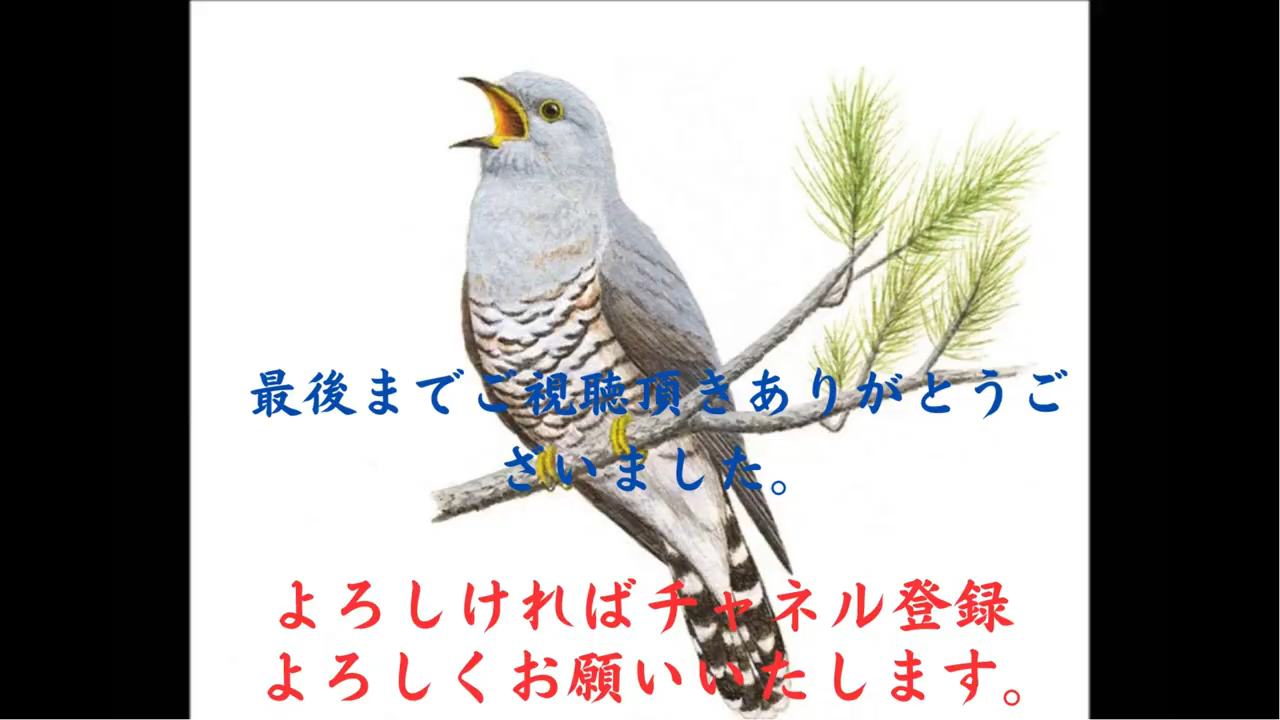 最後までご視聴頂きありがとうご
ざいました。
よろしければチャネル登録
よろしくお願いいたします。